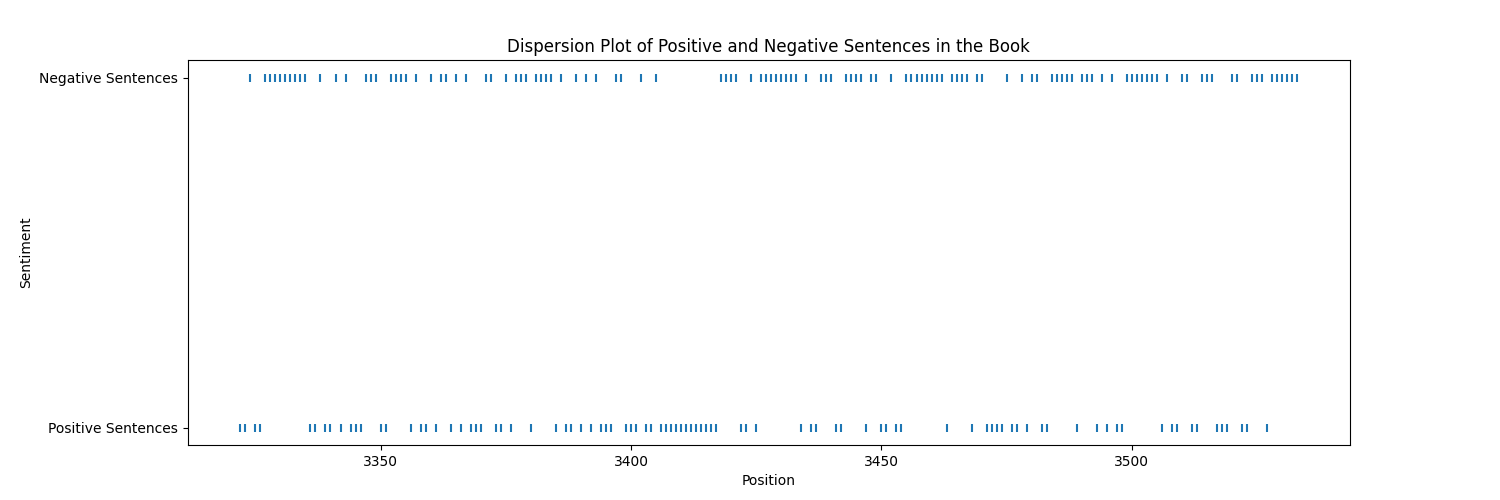 Dispersion Plot of Positive and Negative Sentences in the Book
Negative Sentences
Sentiment
Positive Sentences
3350 3400 3450 3500
Position